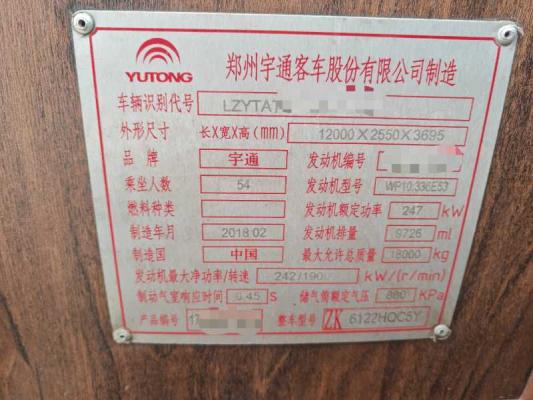 YUTONG
郑州宇通客车股份有限公司制造
车辆识别代号 LZYTA
外形尺寸 长X宽X高(mm) 12000×2550×3695
品牌 宇通 发动机编号
乘坐人数 54 发动机型号 WP10.336E53
燃料种类 发动机额定功率 247 kW
制造年月 2018.02 发动机排量 9726 ml
制造国 中国 最大允许总质量 18000 kg
发动机最大净功率/转速 242/1900 kW/(r/min)
制动气室响应时间 0.45 S 储气筒额定气压 880 KPa
产品编号 17 整车型号 ZK 6122HQC5Y